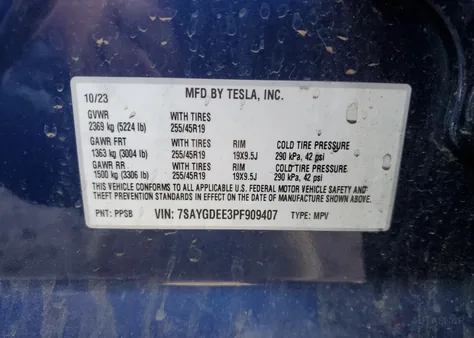 MFD BY TESLA, INC.
10/23
GVWR WITH TIRES
2369 kg (5224 lb) 255/45R19
GAWR FRT WITH TIRES RIM COLD TIRE PRESSURE
1363 kg (3004 lb) 255/45R19 19X9.5J 290 kPa, 42 psi
GAWR RR WITH TIRES RIM COLD TIRE PRESSURE
1500 kg (3306 lb) 255/45R19 19X9.5J 290 kPa, 42 psi
THIS VEHICLE CONFORMS TO ALL APPLICABLE U.S. FEDERAL MOTOR VEHICLE SAFETY AND
THEFT PREVENTION STANDARDS IN EFFECT ON THE DATE OF MANUFACTURE SHOWN ABOVE.
PNT: PPSB VIN: 7SAYGDEE3PF909407 TYPE: MPV